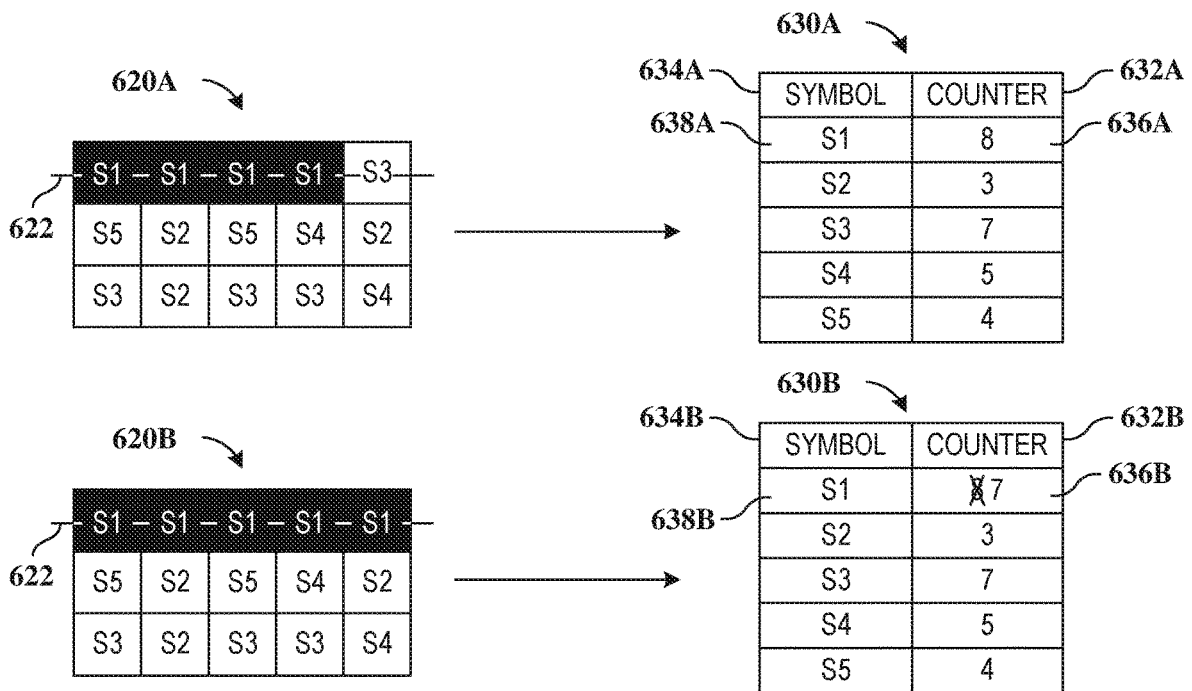 630A
620A
634A SYMBOL COUNTER 632A
638A S1 8 636A
S2 3
S3 7
S4 5
S5 4
S1 S1 S1 S1 S3
622
S5 S2 S5 S4 S2
S3 S2 S3 S3 S4
630B
620B
634B SYMBOL COUNTER 632B
638B S1 8 7 636B
S2 3
S3 7
S4 5
S5 4
S1 S1 S1 S1 S1
622
S5 S2 S5 S4 S2
S3 S2 S3 S3 S4